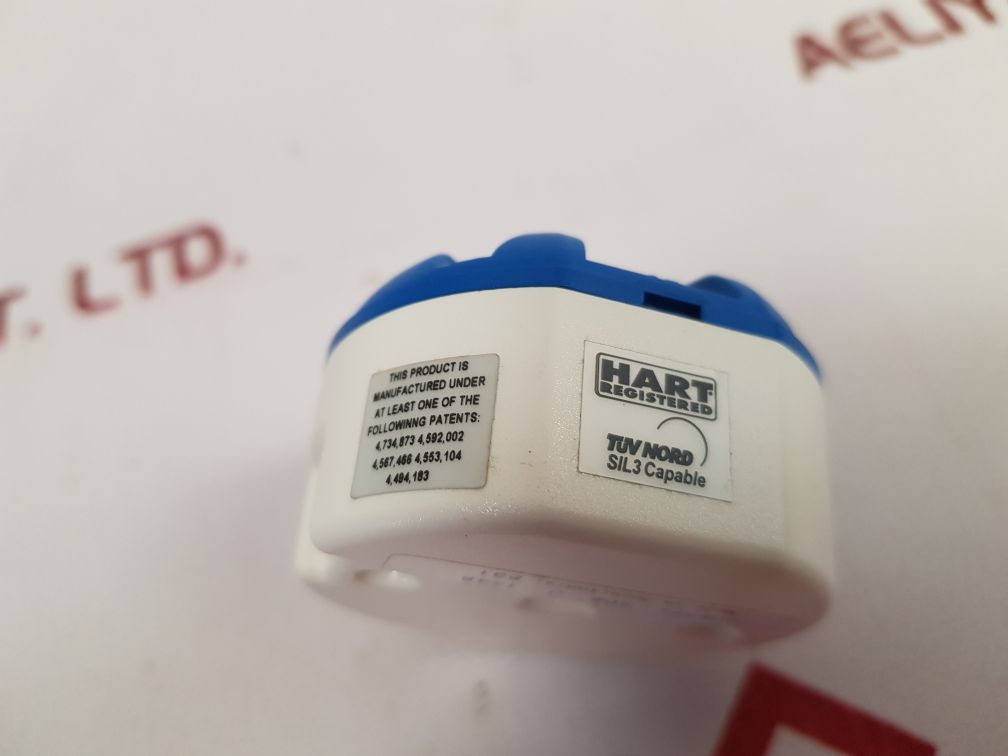 AELIY
T. LTD.
THIS PRODUCT IS
MANUFACTURED UNDER
AT LEAST ONE OF THE
FOLLOWINNG PATENTS:
4,734,873 4,592,002
4,567,466 4,553,104
4,494,183
HART
REGISTERED
TÜV NORD
SIL3 Capable